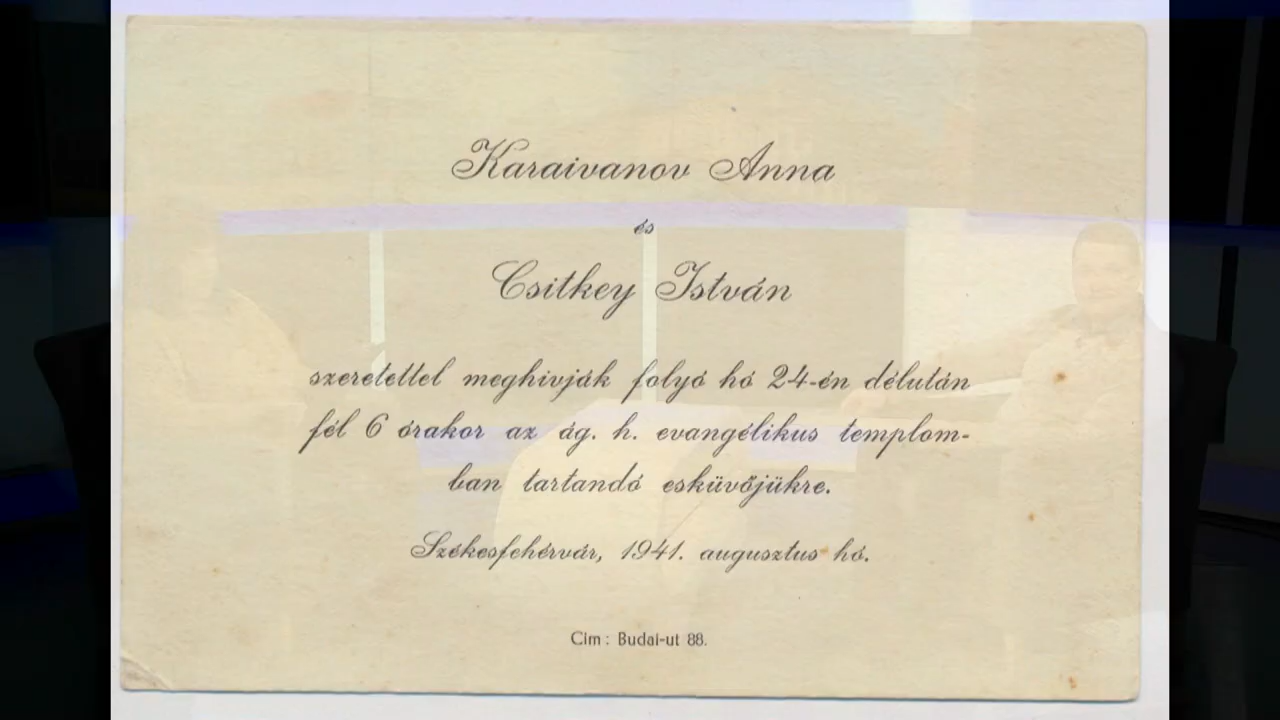 Karaivanov Anna
és
Csitkey István
szeretettel meghivják folyó hó 24-én délután
fél 6 órakor az ág. h. evangélikus templom-
ban tartandó esküvőjükre.
Székesfehérvár, 1941. augusztus hó.
Cim : Budai-ut 88.